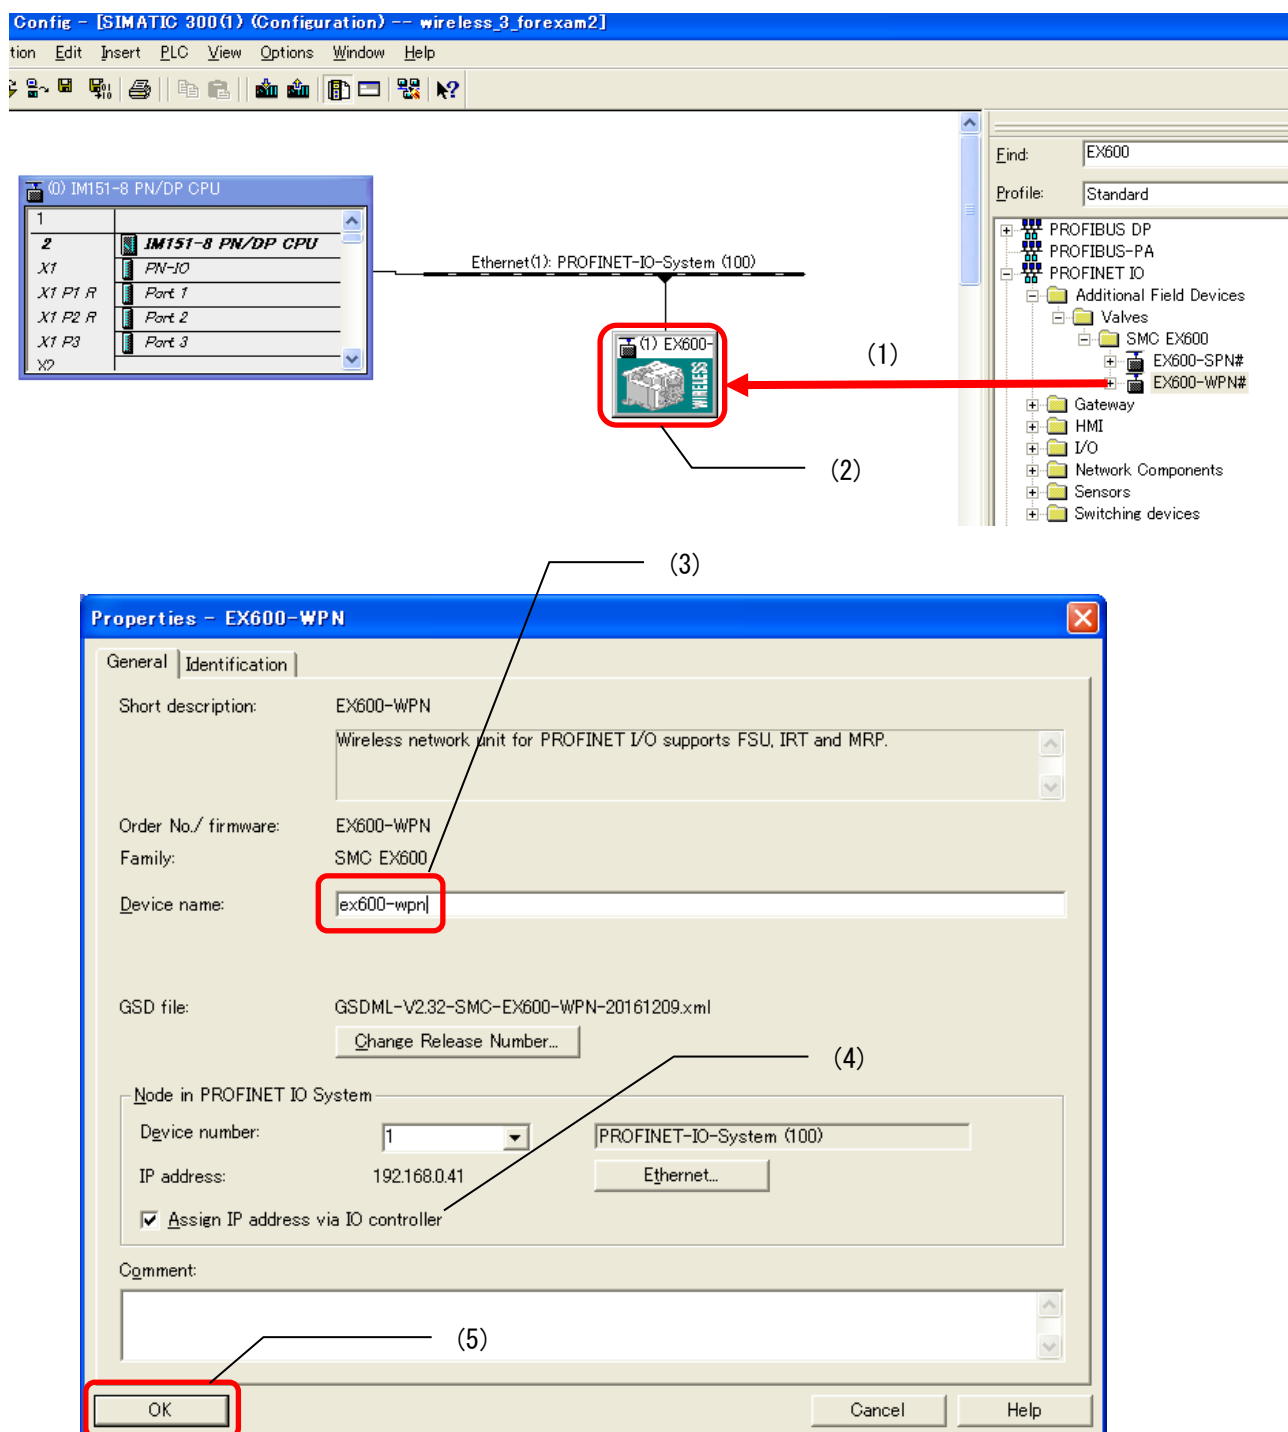 Config - [SIMATIC 300(1) (Configuration) -- wireless_3_forexam2]
tion Edit Insert PLC View Options Window Help
Find: EX600
Profile: Standard
(0) IM151-8 PN/DP CPU
1
2 IM151-8 PN/DP CPU
X1 PN-IO
X1 P1 R Port 1
X1 P2 R Port 2
X1 P3 Port 3
X2
Ethernet(1): PROFINET-IO-System (100)
(1) EX600-
WIRELESS
(1)
(2)
PROFIBUS DP
PROFIBUS-PA
PROFINET IO
Additional Field Devices
Valves
SMC EX600
EX600-SPN#
EX600-WPN#
Gateway
HMI
I/O
Network Components
Sensors
Switching devices
(3)
Properties - EX600-WPN
General Identification
Short description: EX600-WPN
Wireless network unit for PROFINET I/O supports FSU, IRT and MRP.
Order No./ firmware: EX600-WPN
Family: SMC EX600
Device name: ex600-wpn
GSD file: GSDML-V2.32-SMC-EX600-WPN-20161209.xml
Change Release Number...
(4)
Node in PROFINET IO System
Device number: 1 PROFINET-IO-System (100)
IP address: 192.168.0.41 Ethernet...
Assign IP address via IO controller
Comment:
(5)
OK Cancel Help